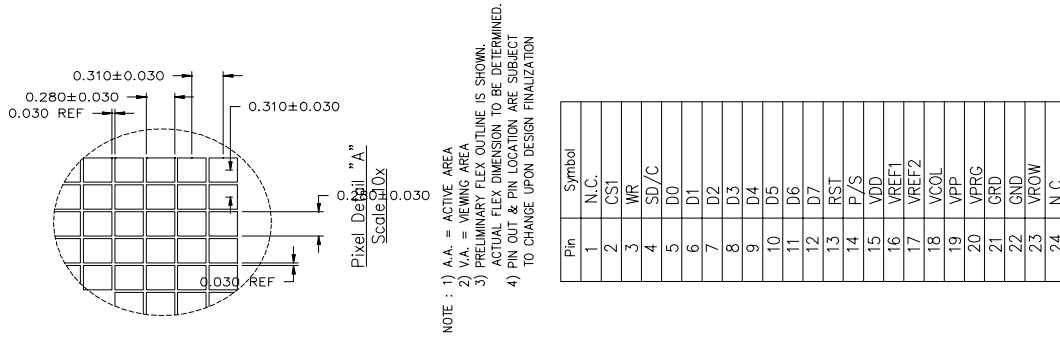 0.310±0.030
0.280±0.030
0.030 REF
0.310±0.030
0.280±0.030
0.030 REF
Pixel Detail "A"
Scale 10x
NOTE : 1) A.A. = ACTIVE AREA
2) V.A. = VIEWING AREA
3) PRELIMINARY FLEX OUTLINE IS SHOWN.
ACTUAL FLEX DIMENSION TO BE DETERMINED.
4) PIN OUT & PIN LOCATION ARE SUBJECT
TO CHANGE UPON DESIGN FINALIZATION
Pin Symbol
1 N.C.
2 CS1
3 WR
4 SD/C
5 D0
6 D1
7 D2
8 D3
9 D4
10 D5
11 D6
12 D7
13 RST
14 P/S
15 VDD
16 VREF1
17 VREF2
18 VCOL
19 VPP
20 VPRG
21 GRD
22 GND
23 VROW
24 N.C.